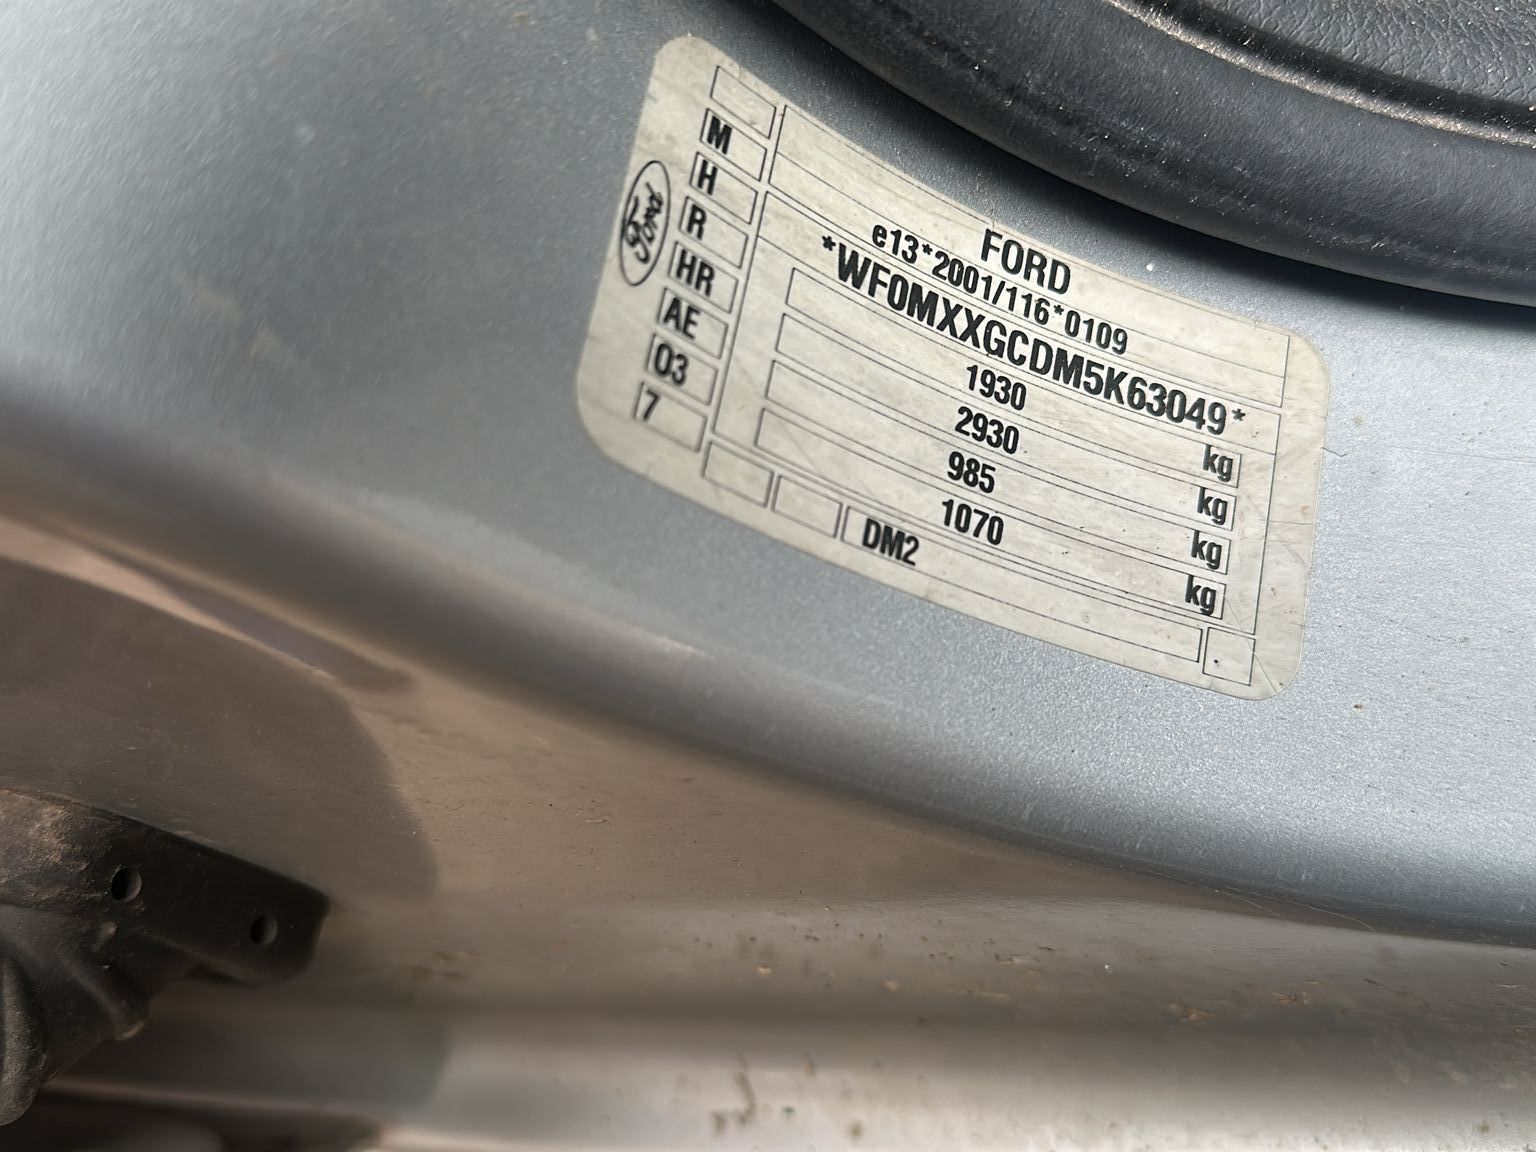 FORD
e13*2001/116*0109
*WF0MXXGCDM5K63049*
1930 kg
2930 kg
985 kg
1070 kg
DM2
M
H
R
HR
AE
03
7
Ford